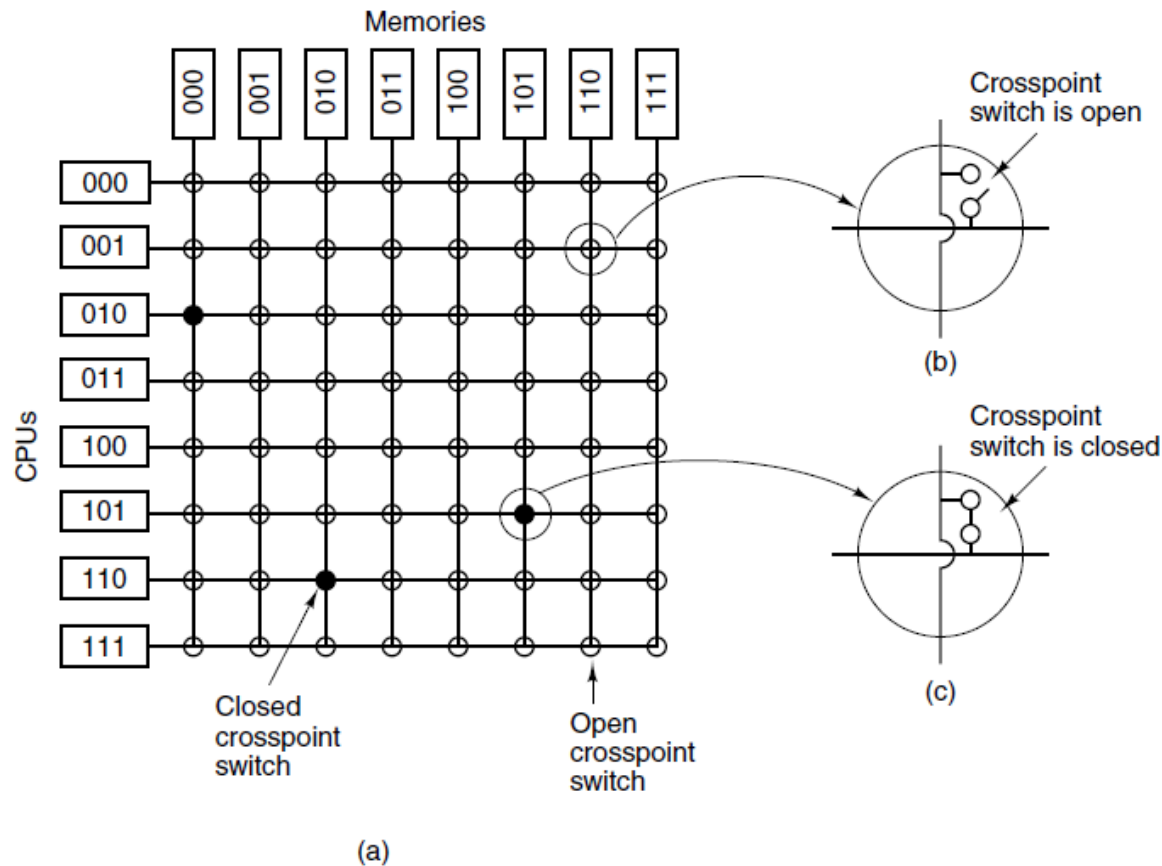 Memories
000
001
010
011
100
101
110
111
CPUs
000
001
010
011
100
101
110
111
Closed
crosspoint
switch
Open
crosspoint
switch
(a)
Crosspoint
switch is open
(b)
Crosspoint
switch is closed
(c)